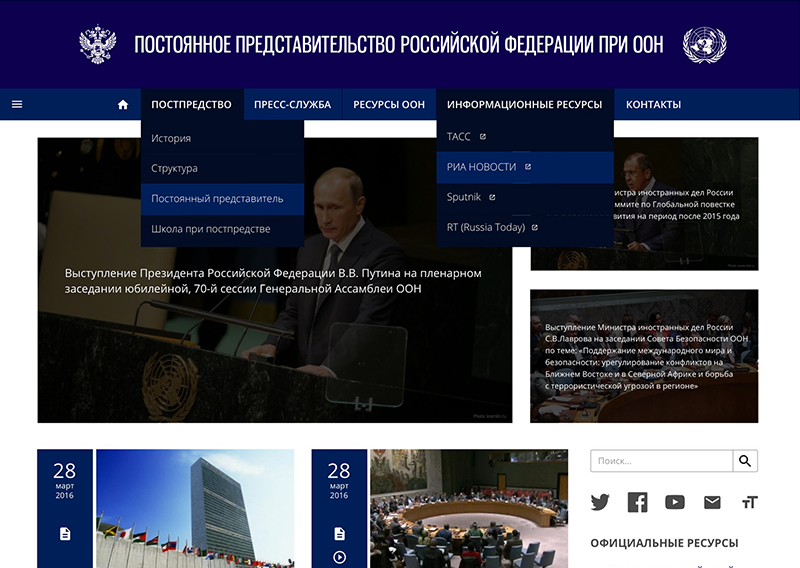 ПОСТОЯННОЕ ПРЕДСТАВИТЕЛЬСТВО РОССИЙСКОЙ ФЕДЕРАЦИИ ПРИ ООН
ПОСТПРЕДСТВО
ПРЕСС-СЛУЖБА
РЕСУРСЫ ООН
ИНФОРМАЦИОННЫЕ РЕСУРСЫ
КОНТАКТЫ
История
Структура
Постоянный представитель
Школа при постпредстве
ТАСС
РИА НОВОСТИ
Sputnik
RT (Russia Today)
Выступление Президента Российской Федерации В.В. Путина на пленарном
заседании юбилейной, 70-й сессии Генеральной Ассамблеи ООН
истра иностранных дел России
ммите по Глобальной повестке
вития на период после 2015 года
Выступление Министра иностранных дел России
С.В.Лаврова на заседании Совета Безопасности ООН
по теме: «Поддержание международного мира и
безопасности: урегулирование конфликтов на
Ближнем Востоке и в Северной Африке и борьба
с террористической угрозой в регионе»
28
март
2016
28
март
2016
Поиск...
ОФИЦИАЛЬНЫЕ РЕСУРСЫ